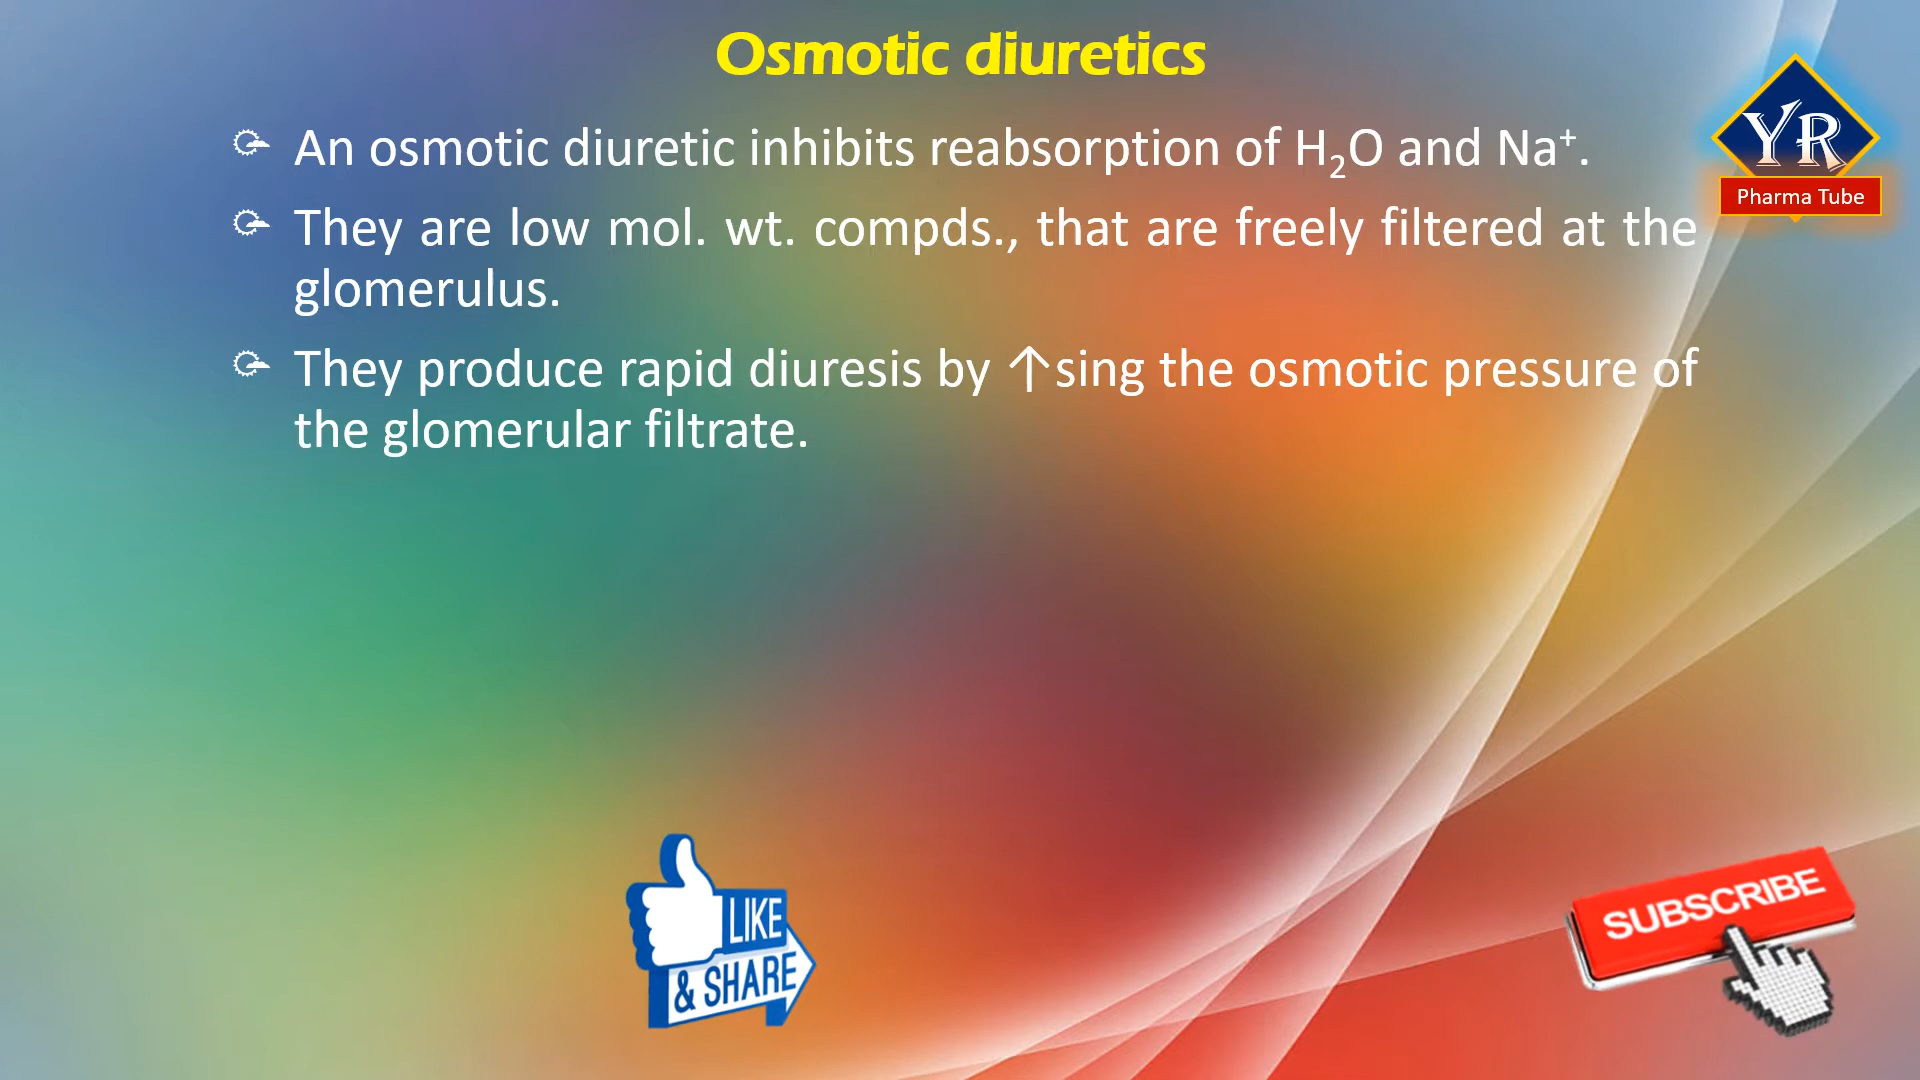 Osmotic diuretics
An osmotic diuretic inhibits reabsorption of H₂O and Na⁺.
They are low mol. wt. compds., that are freely filtered at the
glomerulus.
They produce rapid diuresis by ↑sing the osmotic pressure of
the glomerular filtrate.
YR
Pharma Tube
LIKE
& SHARE
SUBSCRIBE